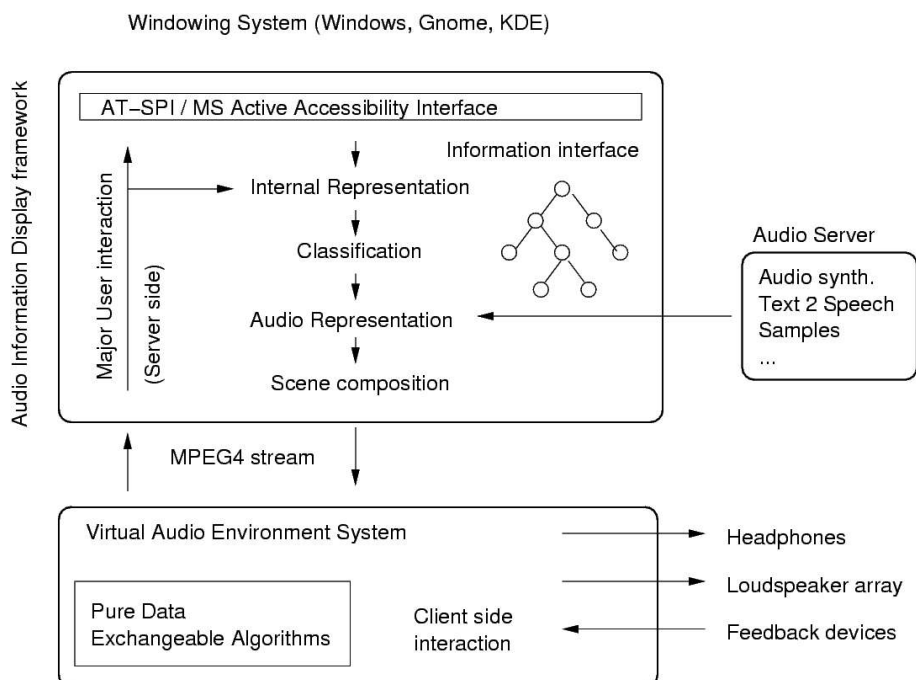 Windowing System (Windows, Gnome, KDE)
Audio Information Display framework
AT-SPI / MS Active Accessibility Interface
Information interface
Major User interaction
(Server side)
Internal Representation
Classification
Audio Representation
Scene composition
Audio Server
Audio synth.
Text 2 Speech
Samples
...
MPEG4 stream
Virtual Audio Environment System
Pure Data
Exchangeable Algorithms
Client side
interaction
Headphones
Loudspeaker array
Feedback devices